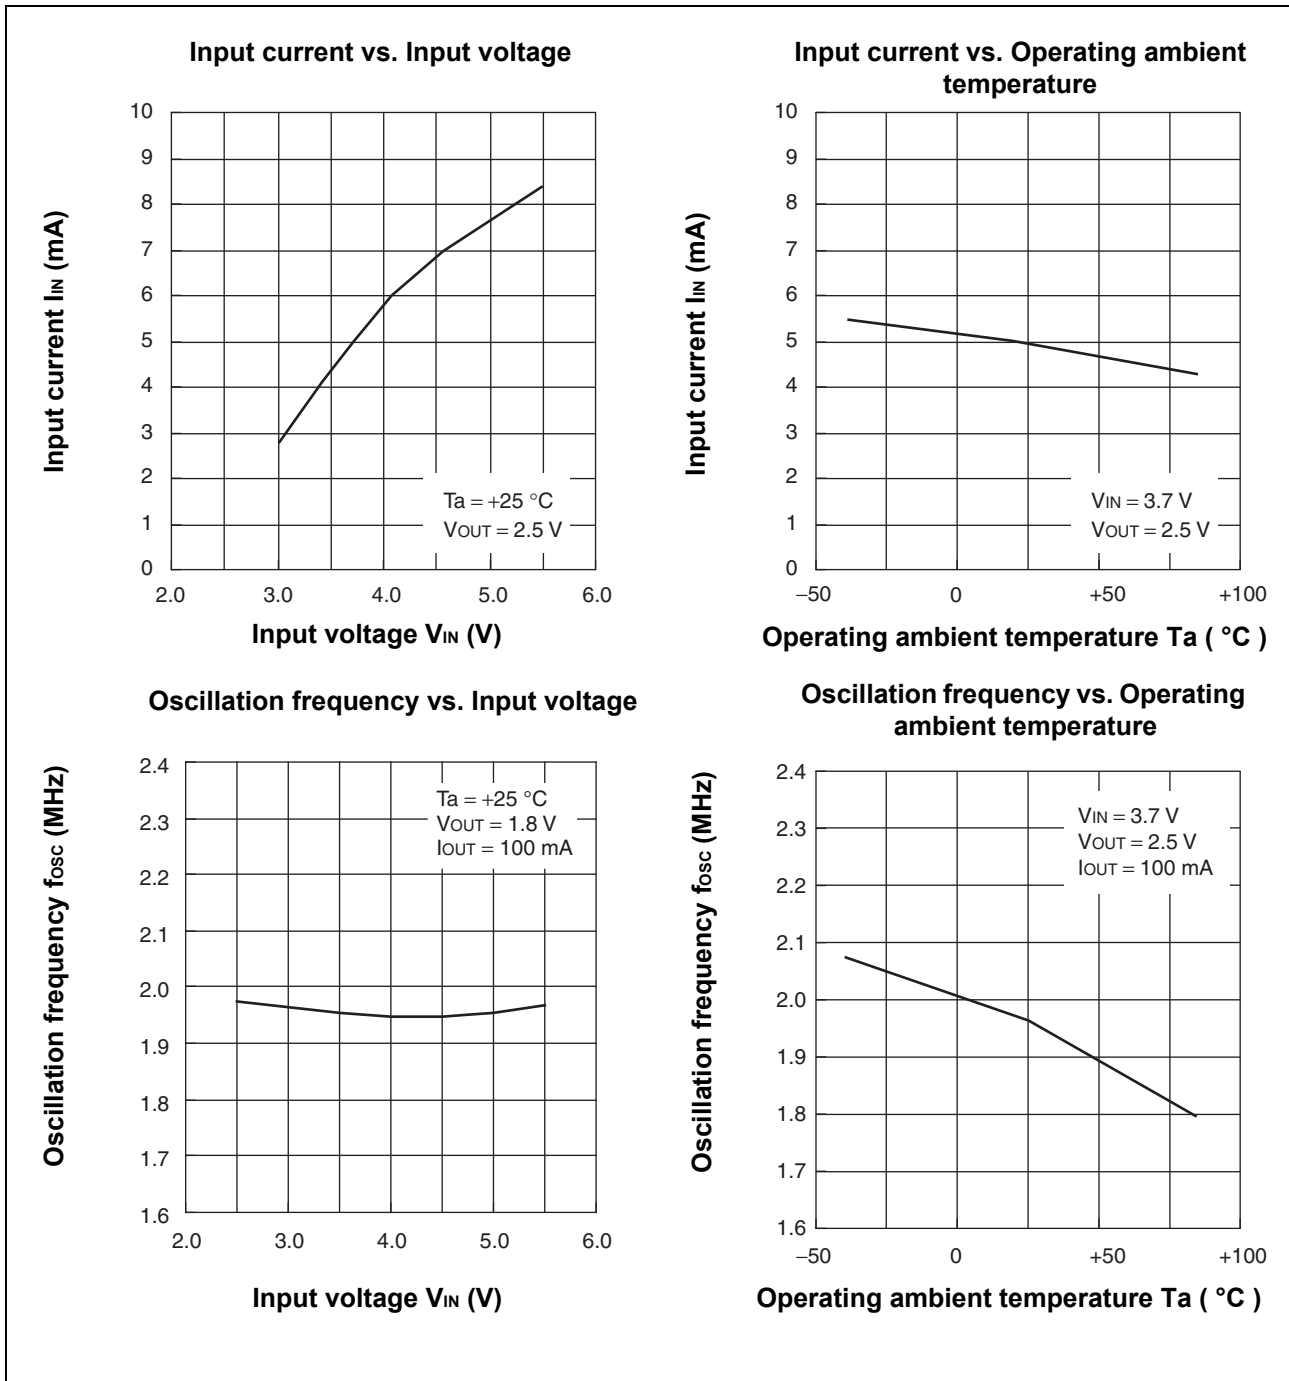 Input current vs. Input voltage
10
9
8
7
6
5
4
3
2
1
0
Input current IIN (mA)
Ta = +25 °C
VOUT = 2.5 V
2.0 3.0 4.0 5.0 6.0
Input voltage VIN (V)
Input current vs. Operating ambient
temperature
10
9
8
7
6
5
4
3
2
1
0
Input current IIN (mA)
VIN = 3.7 V
VOUT = 2.5 V
−50 0 +50 +100
Operating ambient temperature Ta ( °C )
Oscillation frequency vs. Input voltage
2.4
2.3
2.2
2.1
2.0
1.9
1.8
1.7
1.6
Oscillation frequency fosc (MHz)
Ta = +25 °C
VOUT = 1.8 V
IOUT = 100 mA
2.0 3.0 4.0 5.0 6.0
Input voltage VIN (V)
Oscillation frequency vs. Operating
ambient temperature
2.4
2.3
2.2
2.1
2.0
1.9
1.8
1.7
1.6
Oscillation frequency fosc (MHz)
VIN = 3.7 V
VOUT = 2.5 V
IOUT = 100 mA
−50 0 +50 +100
Operating ambient temperature Ta ( °C )